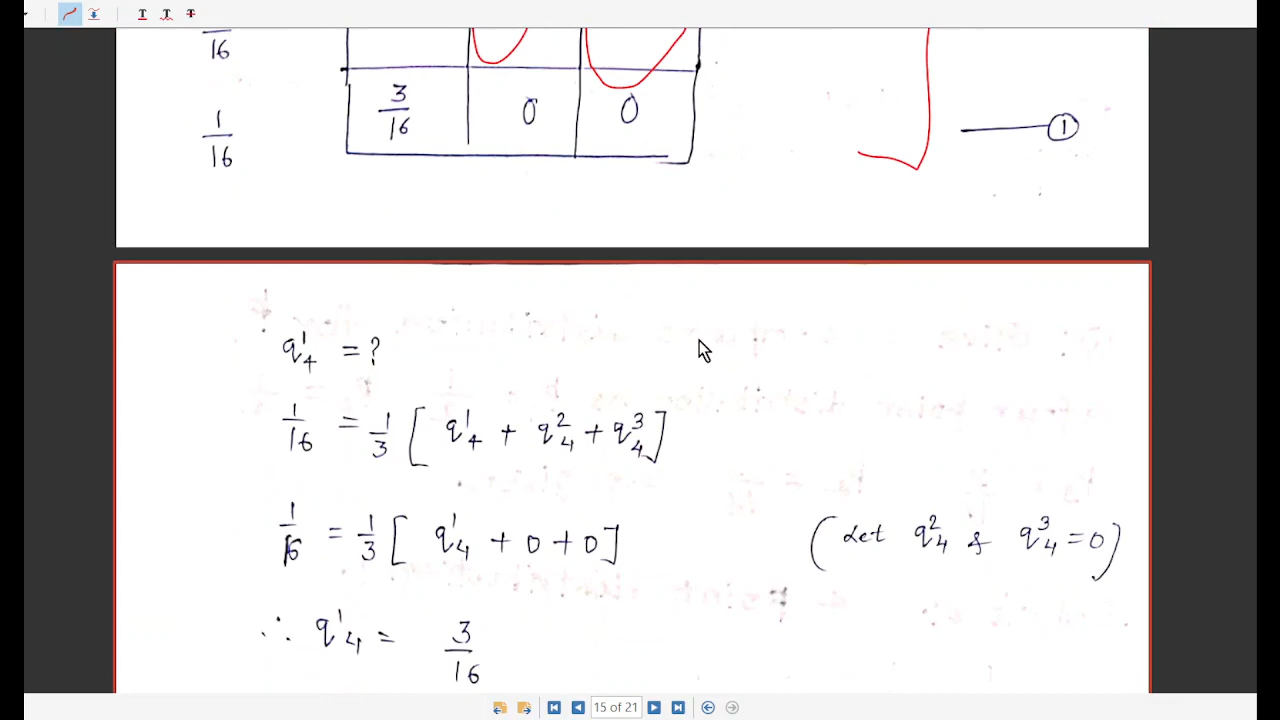 16
3/16 0 0
1/16
①
q¹₄ = ?
1/16 = 1/3 [ q¹₄ + q²₄ + q³₄ ]
1/16 = 1/3 [ q¹₄ + 0 + 0 ] (Let q²₄ & q³₄ = 0)
∴ q¹₄ = 3/16
15 of 21